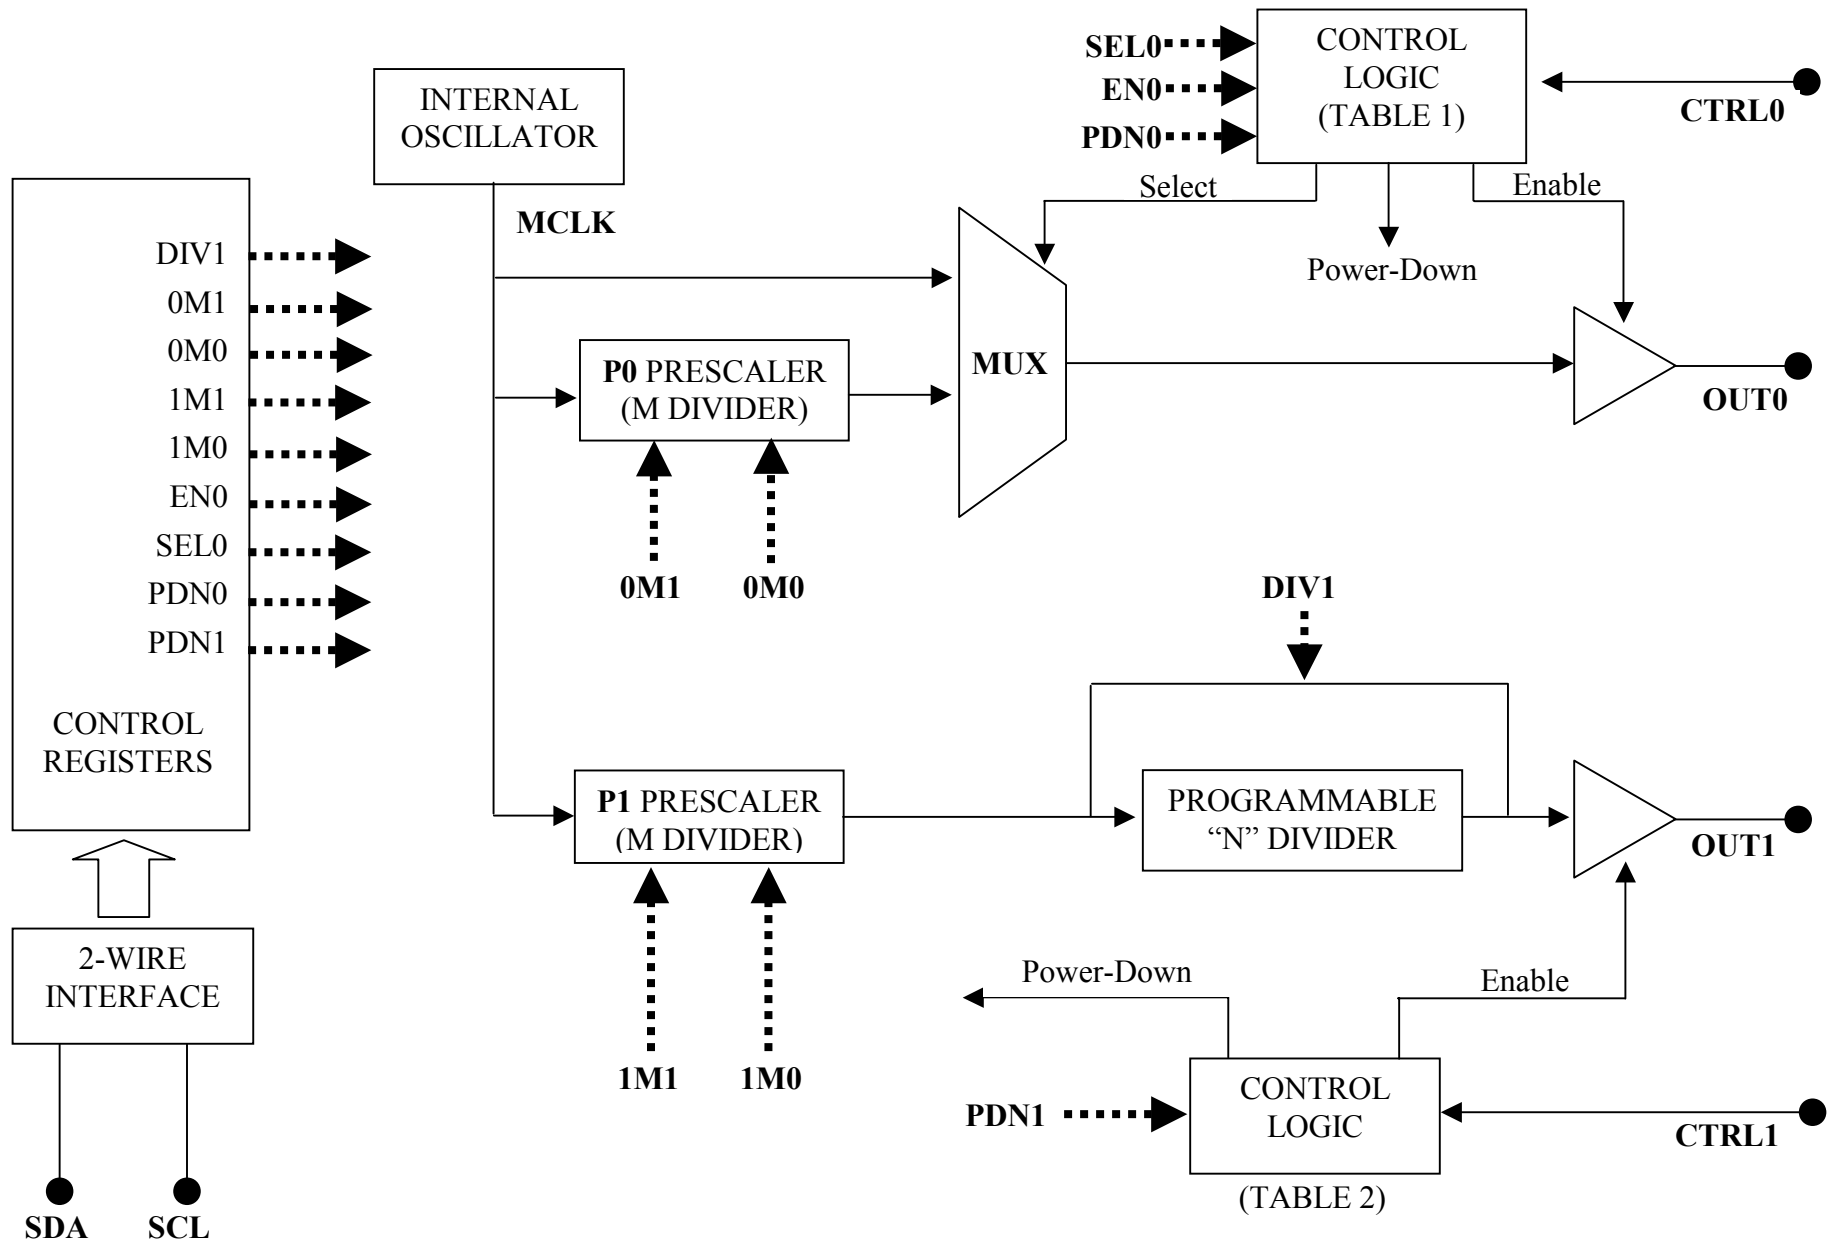 SEL0
EN0
PDN0
CONTROL
LOGIC
(TABLE 1)
CTRL0
INTERNAL
OSCILLATOR
MCLK
Select
Enable
Power-Down
DIV1
0M1
0M0
1M1
1M0
EN0
SEL0
PDN0
PDN1
CONTROL
REGISTERS
P0 PRESCALER
(M DIVIDER)
MUX
OUT0
0M1
0M0
DIV1
P1 PRESCALER
(M DIVIDER)
PROGRAMMABLE
“N” DIVIDER
OUT1
2-WIRE
INTERFACE
Power-Down
Enable
1M1
1M0
PDN1
CONTROL
LOGIC
CTRL1
(TABLE 2)
SDA
SCL